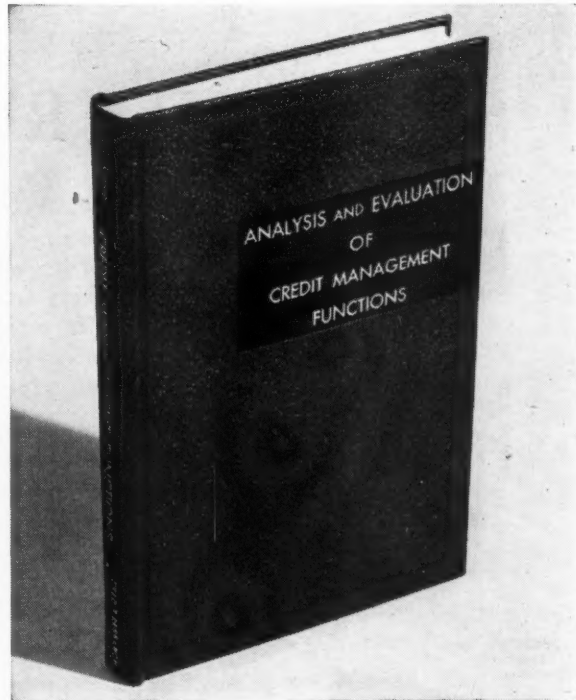 ANALYSIS AND EVALUATION
OF
CREDIT MANAGEMENT
FUNCTIONS